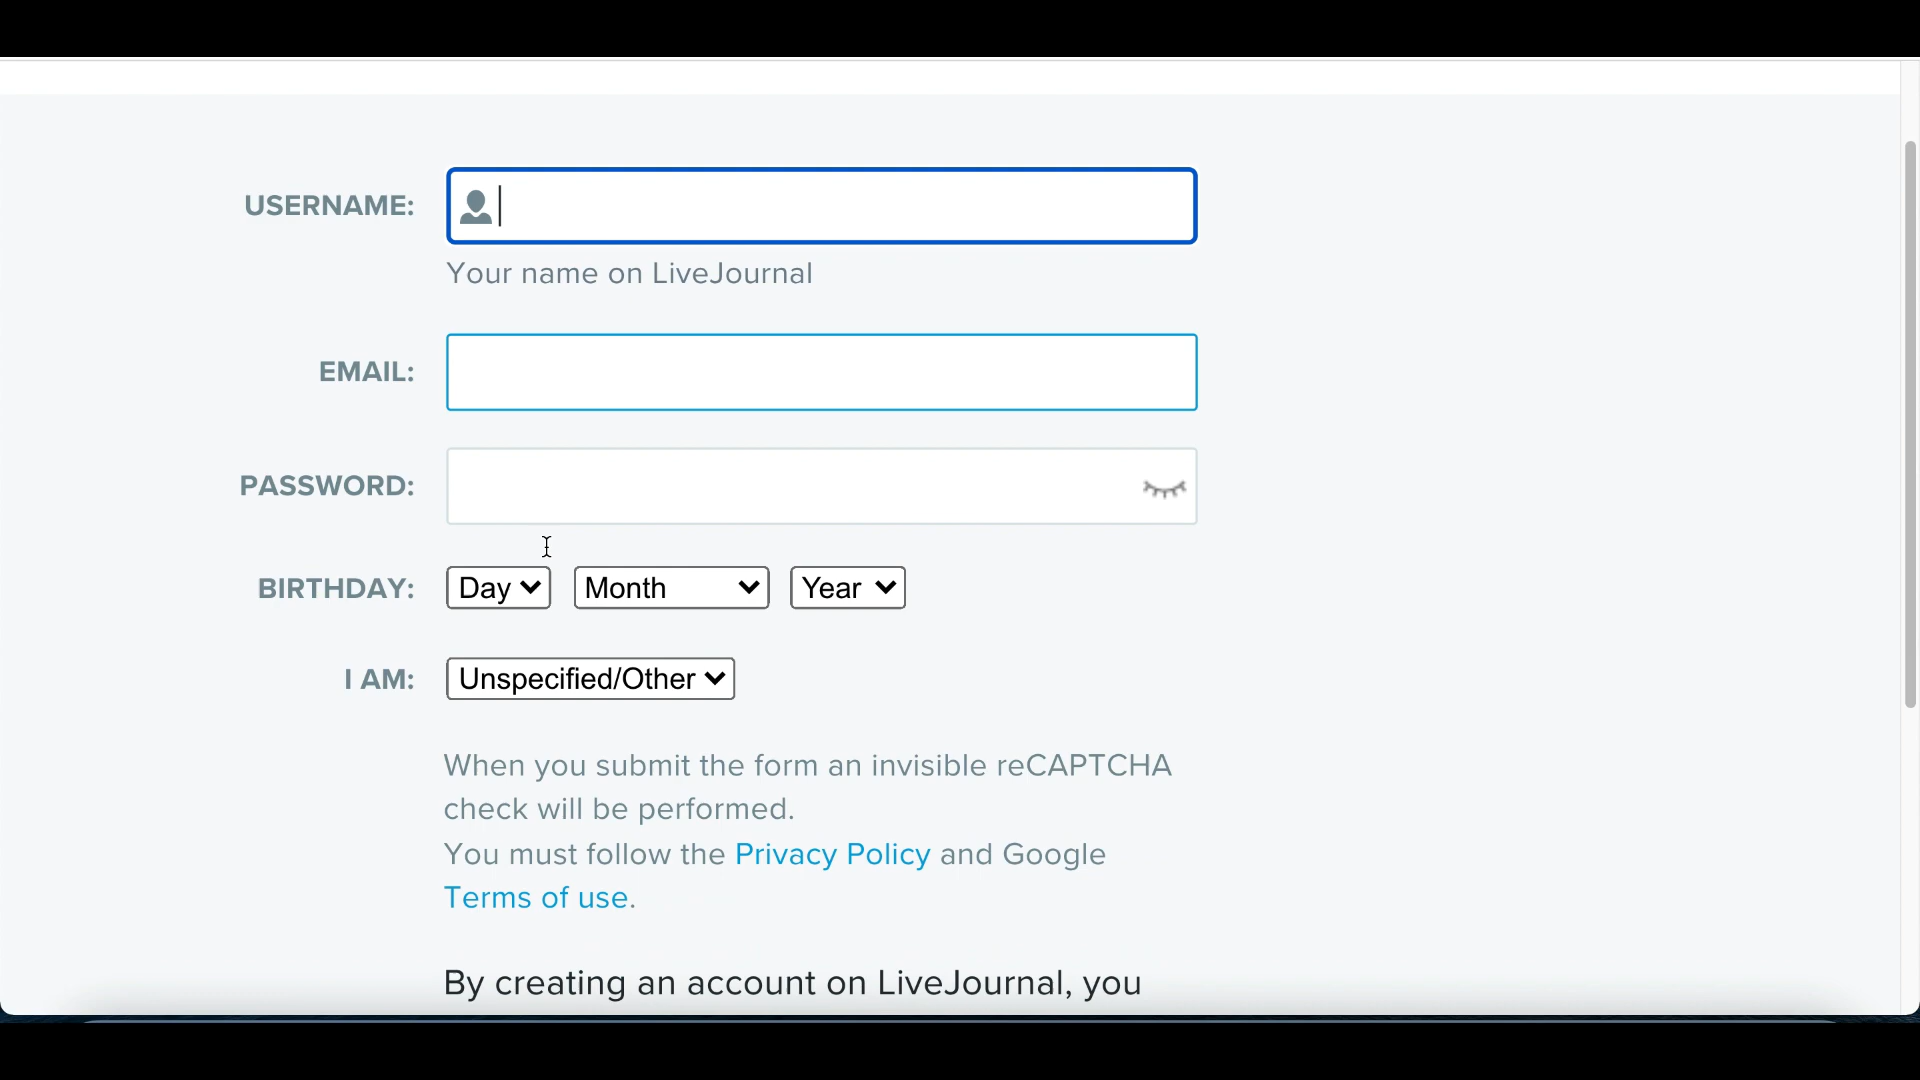 USERNAME:
Your name on LiveJournal
EMAIL:
PASSWORD:
BIRTHDAY: Day Month Year
I AM: Unspecified/Other
When you submit the form an invisible reCAPTCHA
check will be performed.
You must follow the Privacy Policy and Google
Terms of use.
By creating an account on LiveJournal, you